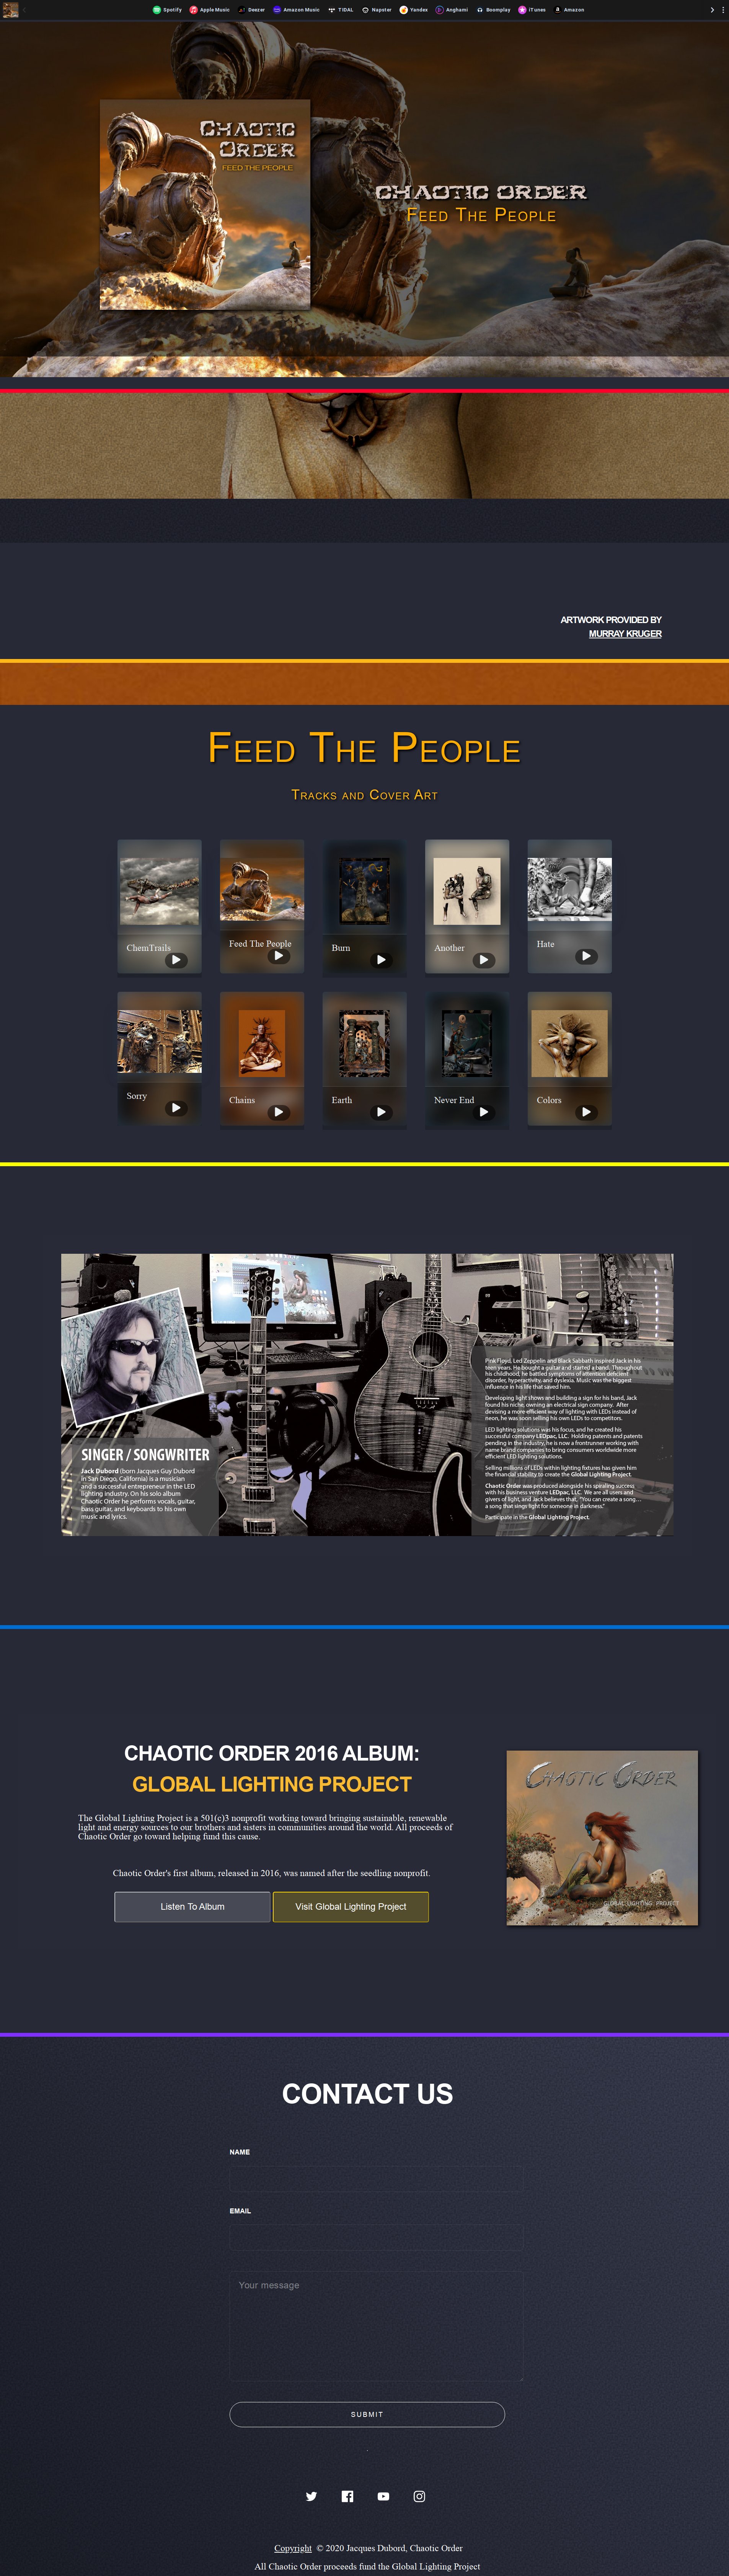 Spotify Apple Music Deezer Amazon Music TIDAL Napster Yandex Anghami Boomplay iTunes Amazon
CHAOTIC
ORDER
FEED THE PEOPLE
CHAOTIC ORDER
FEED THE PEOPLE
ARTWORK PROVIDED BY
MURRAY KRUGER
FEED THE PEOPLE
TRACKS AND COVER ART
ChemTrails
Feed The People
Burn
Another
Hate
Sorry
Chains
Earth
Never End
Colors
SINGER / SONGWRITER
Jack Dubord (born Jacques Guy Dubord
in San Diego, California) is a musician
and a successful entrepreneur in the LED
lighting industry. On his solo album
Chaotic Order he performs vocals, guitar,
bass guitar, and keyboards to his own
music and lyrics.
Pink Floyd, Led Zeppelin and Black Sabbath inspired Jack in his
teen years. He bought a guitar and started a band. Throughout
his childhood, he battled symptoms of attention deficient
disorder, hyperactivity, and dyslexia. Music was the biggest
influence in his life that saved him.
Developing light shows and building a sign for his band, Jack
found his niche, owning an electrical sign company. After
devising a more efficient way of lighting with LEDs instead of
neon, he was soon selling his own LEDs to competitors.
LED lighting solutions was his focus, and he created his
successful company LEDpac, LLC. Holding patents and patents
pending in the industry, he is now a frontrunner working with
name brand companies to bring consumers worldwide more
efficient LED lighting solutions.
Selling millions of LEDs within lighting fixtures has given him
the financial stability to create the Global Lighting Project.
Chaotic Order was produced alongside his spiraling success
with his business venture LEDpac, LLC. We are all users and
givers of light, and Jack believes that, "You can create a song...
a song that sings light for someone in darkness."
Participate in the Global Lighting Project.
CHAOTIC ORDER 2016 ALBUM:
GLOBAL LIGHTING PROJECT
The Global Lighting Project is a 501(c)3 nonprofit working toward bringing sustainable, renewable
light and energy sources to our brothers and sisters in communities around the world. All proceeds of
Chaotic Order go toward helping fund this cause.
Chaotic Order's first album, released in 2016, was named after the seedling nonprofit.
Listen To Album
Visit Global Lighting Project
CHAOTIC ORDER
GLOBAL LIGHTING PROJECT
CONTACT US
NAME
EMAIL
Your message
SUBMIT
Copyright © 2020 Jacques Dubord, Chaotic Order
All Chaotic Order proceeds fund the Global Lighting Project